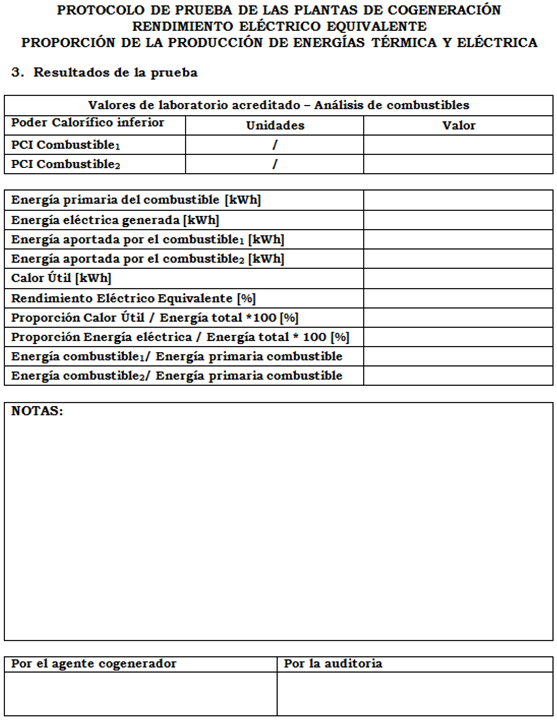 PROTOCOLO DE PRUEBA DE LAS PLANTAS DE COGENERACIÓN
RENDIMIENTO ELÉCTRICO EQUIVALENTE
PROPORCIÓN DE LA PRODUCCIÓN DE ENERGÍAS TÉRMICA Y ELÉCTRICA
3. Resultados de la prueba
Valores de laboratorio acreditado – Análisis de combustibles
Poder Calorífico inferior Unidades Valor
PCI Combustible₁ /
PCI Combustible₂ /
Energía primaria del combustible [kWh]
Energía eléctrica generada [kWh]
Energía aportada por el combustible₁ [kWh]
Energía aportada por el combustible₂ [kWh]
Calor Útil [kWh]
Rendimiento Eléctrico Equivalente [%]
Proporción Calor Útil / Energía total *100 [%]
Proporción Energía eléctrica / Energía total * 100 [%]
Energía combustible₁/ Energía primaria combustible
Energía combustible₂/ Energía primaria combustible
NOTAS:
Por el agente cogenerador Por la auditoria